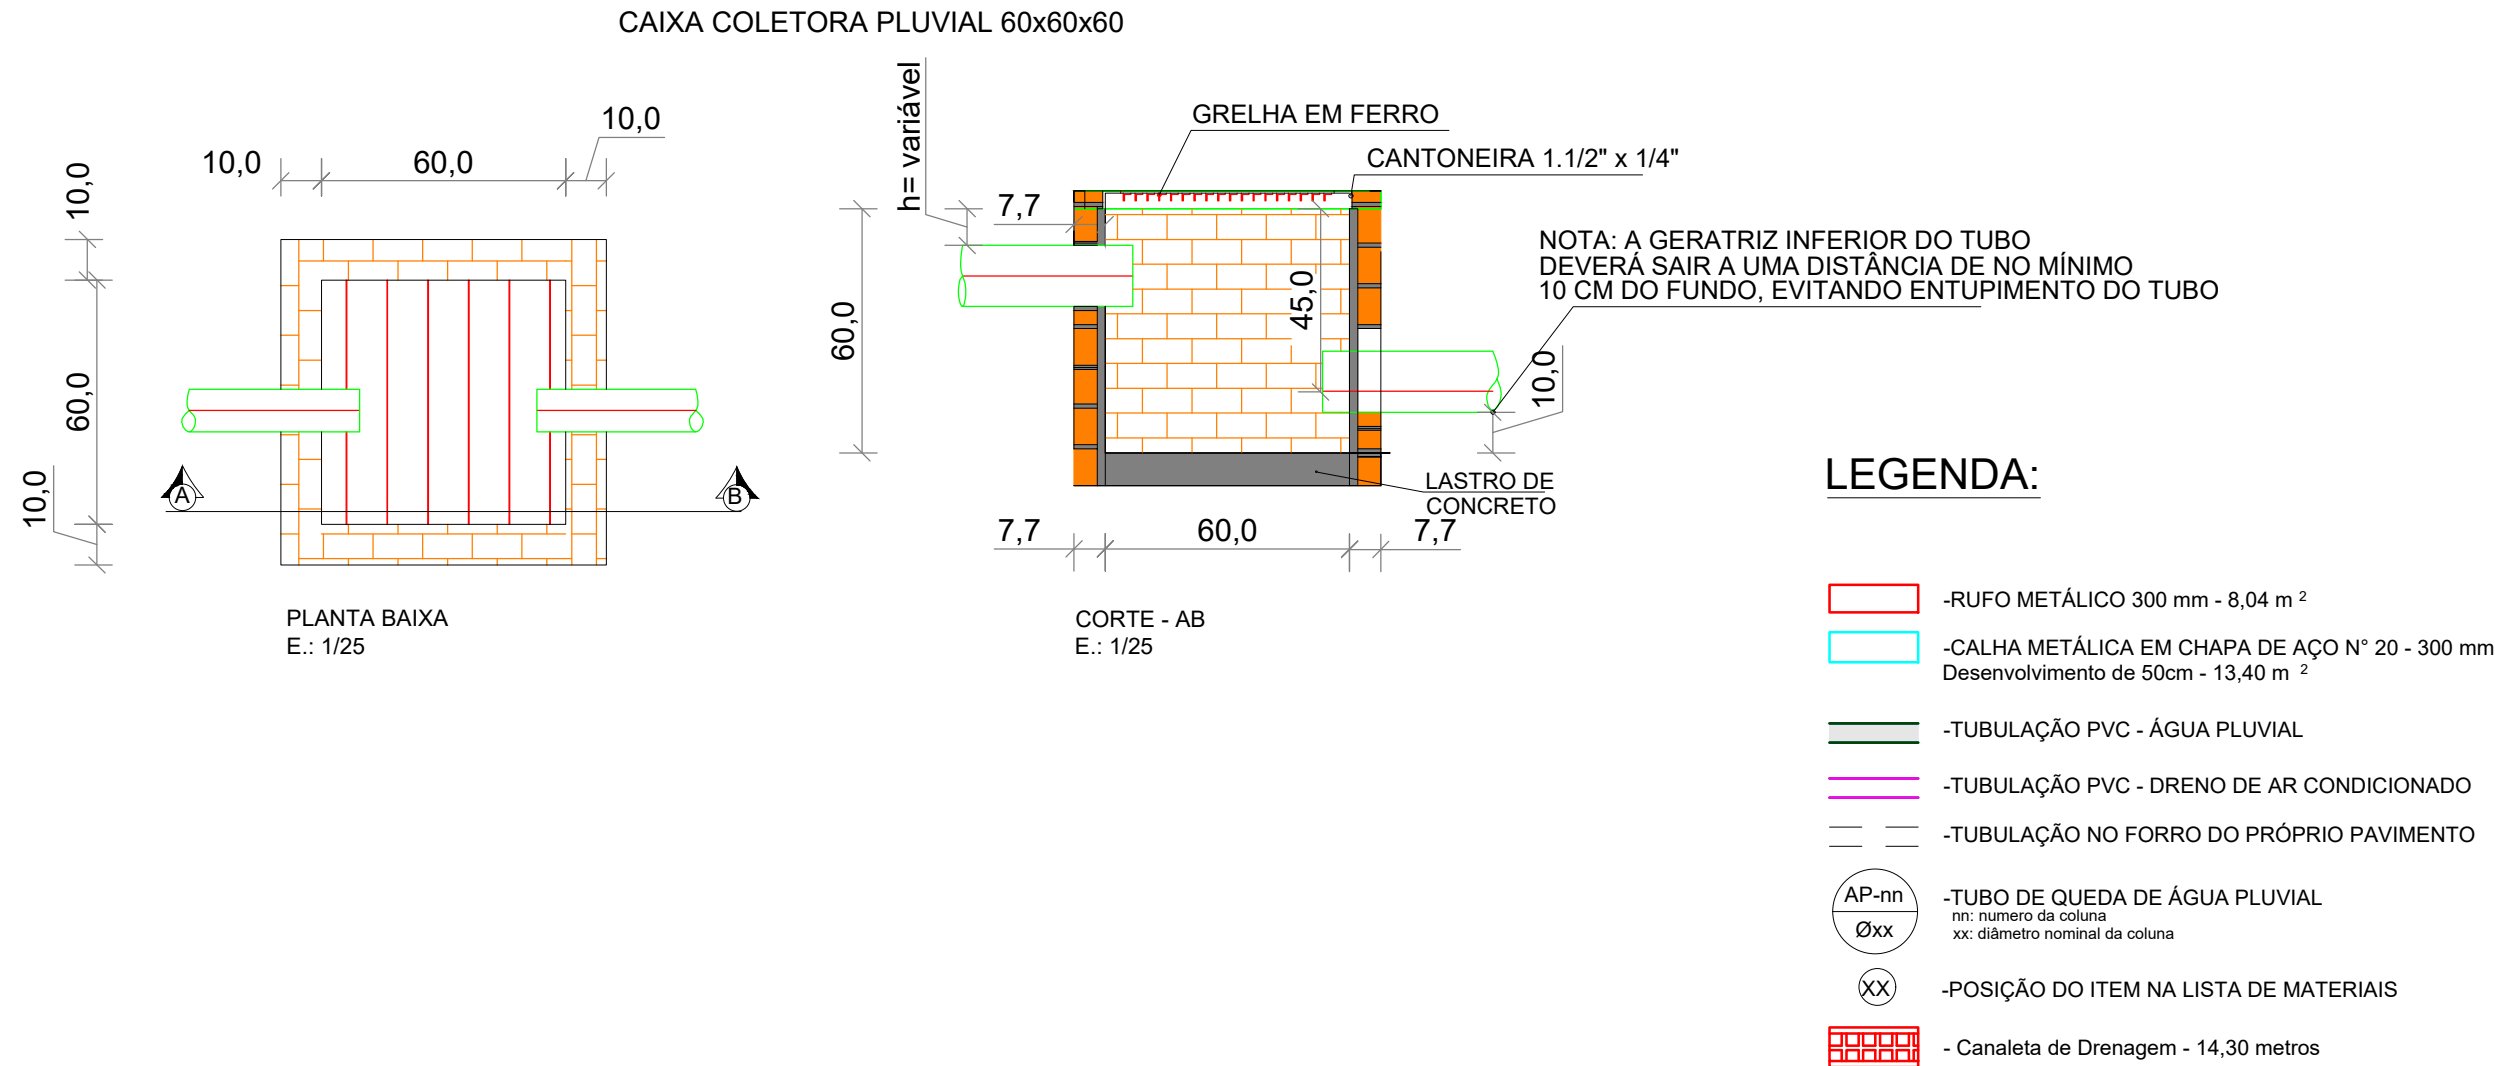 CAIXA COLETORA PLUVIAL 60x60x60
10,0
60,0
10,0
10,0
60,0
10,0
A
B
PLANTA BAIXA
E.: 1/25
h= variável
GRELHA EM FERRO
CANTONEIRA 1.1/2" x 1/4"
7,7
60,0
45,0
NOTA: A GERATRIZ INFERIOR DO TUBO
DEVERÁ SAIR A UMA DISTÂNCIA DE NO MÍNIMO
10 CM DO FUNDO, EVITANDO ENTUPIMENTO DO TUBO
10,0
LASTRO DE
CONCRETO
7,7
60,0
7,7
CORTE - AB
E.: 1/25
LEGENDA:
-RUFO METÁLICO 300 mm - 8,04 m ²
-CALHA METÁLICA EM CHAPA DE AÇO N° 20 - 300 mm
Desenvolvimento de 50cm - 13,40 m ²
-TUBULAÇÃO PVC - ÁGUA PLUVIAL
-TUBULAÇÃO PVC - DRENO DE AR CONDICIONADO
-TUBULAÇÃO NO FORRO DO PRÓPRIO PAVIMENTO
AP-nn
Øxx
-TUBO DE QUEDA DE ÁGUA PLUVIAL
nn: numero da coluna
xx: diâmetro nominal da coluna
XX
-POSIÇÃO DO ITEM NA LISTA DE MATERIAIS
- Canaleta de Drenagem - 14,30 metros